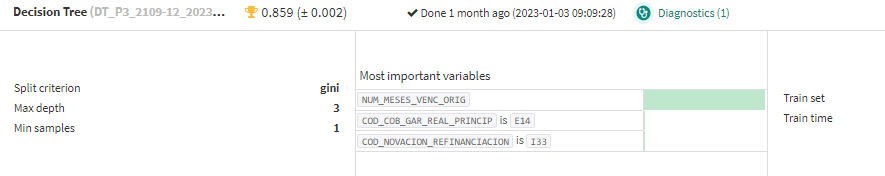 Decision Tree (DT_P3_2109-12_2023... 0.859 (± 0.002) Done 1 month ago (2023-01-03 09:09:28) Diagnostics (1)
Split criterion gini
Max depth 3
Min samples 1
Most important variables
NUM_MESES_VENC_ORIG
COD_COB_GAR_REAL_PRINCIP is E14
COD_NOVACION_REFINANCIACION is I33
Train set
Train time